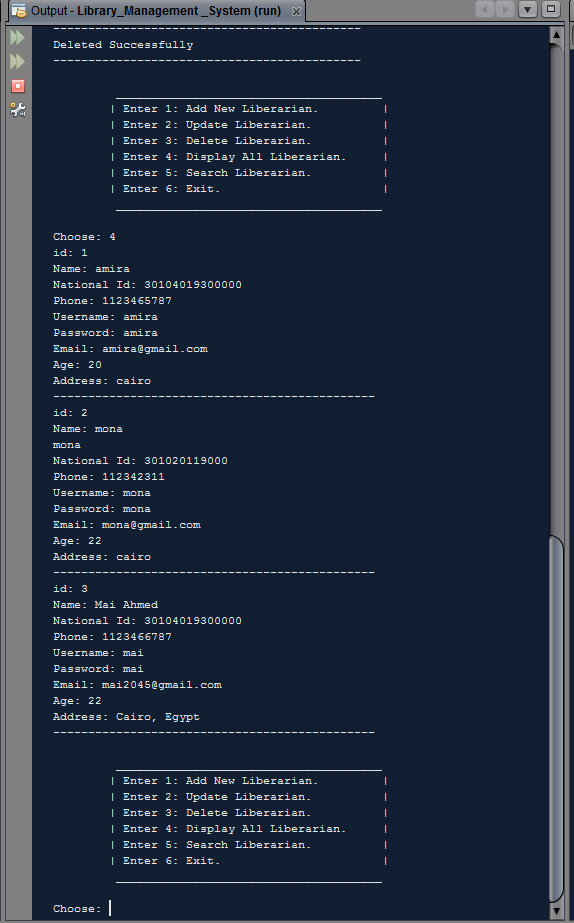 Output - Library_Management _System (run)
--------------------------------------------
Deleted Successfully
--------------------------------------------
______________________________________
| Enter 1: Add New Liberarian. |
| Enter 2: Update Liberarian. |
| Enter 3: Delete Liberarian. |
| Enter 4: Display All Liberarian. |
| Enter 5: Search Liberarian. |
| Enter 6: Exit. |
______________________________________
Choose: 4
id: 1
Name: amira
National Id: 30104019300000
Phone: 1123465787
Username: amira
Password: amira
Email: amira@gmail.com
Age: 20
Address: cairo
----------------------------------------------
id: 2
Name: mona
mona
National Id: 301020119000
Phone: 112342311
Username: mona
Password: mona
Email: mona@gmail.com
Age: 22
Address: cairo
----------------------------------------------
id: 3
Name: Mai Ahmed
National Id: 30104019300000
Phone: 1123466787
Username: mai
Password: mai
Email: mai2045@gmail.com
Age: 22
Address: Cairo, Egypt
----------------------------------------------
______________________________________
| Enter 1: Add New Liberarian. |
| Enter 2: Update Liberarian. |
| Enter 3: Delete Liberarian. |
| Enter 4: Display All Liberarian. |
| Enter 5: Search Liberarian. |
| Enter 6: Exit. |
______________________________________
Choose: